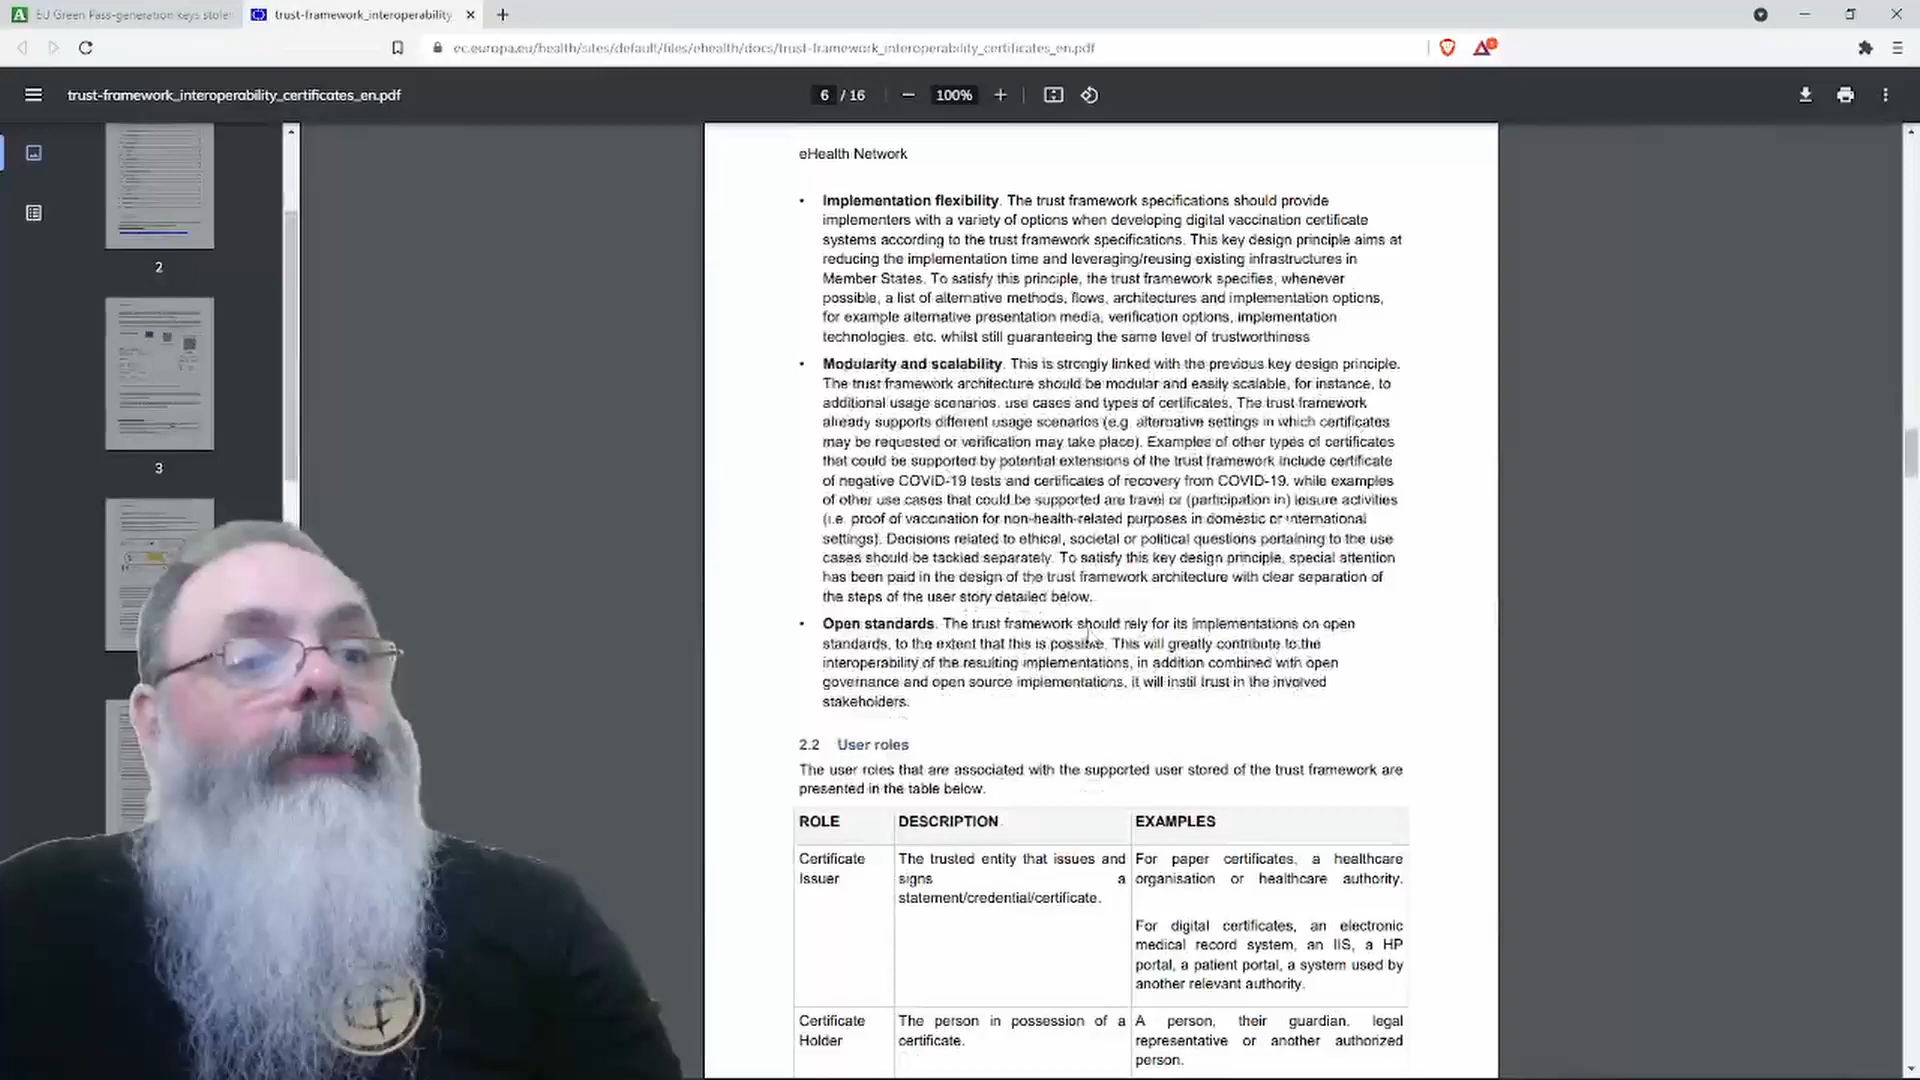 EU Green Pass-generation keys stolen
trust-framework_interoperability
ec.europa.eu/health/sites/default/files/ehealth/docs/trust-framework_interoperability_certificates_en.pdf
trust-framework_interoperability_certificates_en.pdf
6 / 16
100%
2
3
eHealth Network
• Implementation flexibility. The trust framework specifications should provide
implementers with a variety of options when developing digital vaccination certificate
systems according to the trust framework specifications. This key design principle aims at
reducing the implementation time and leveraging/reusing existing infrastructures in
Member States. To satisfy this principle, the trust framework specifies, whenever
possible, a list of alternative methods, flows, architectures and implementation options,
for example alternative presentation media, verification options, implementation
technologies, etc. whilst still guaranteeing the same level of trustworthiness
• Modularity and scalability. This is strongly linked with the previous key design principle.
The trust framework architecture should be modular and easily scalable, for instance, to
additional usage scenarios, use cases and types of certificates. The trust framework
already supports different usage scenarios (e.g. alternative settings in which certificates
may be requested or verification may take place). Examples of other types of certificates
that could be supported by potential extensions of the trust framework include certificate
of negative COVID-19 tests and certificates of recovery from COVID-19, while examples
of other use cases that could be supported are travel or (participation in) leisure activities
(i.e. proof of vaccination for non-health-related purposes in domestic or international
settings). Decisions related to ethical, societal or political questions pertaining to the use
cases should be tackled separately. To satisfy this key design principle, special attention
has been paid in the design of the trust framework architecture with clear separation of
the steps of the user story detailed below.
• Open standards. The trust framework should rely for its implementations on open
standards, to the extent that this is possible. This will greatly contribute to the
interoperability of the resulting implementations, in addition combined with open
governance and open source implementations, it will instil trust in the involved
stakeholders.
2.2 User roles
The user roles that are associated with the supported user stored of the trust framework are
presented in the table below.
ROLE DESCRIPTION EXAMPLES
Certificate The trusted entity that issues and For paper certificates, a healthcare
Issuer signs a organisation or healthcare authority.
statement/credential/certificate.
For digital certificates, an electronic
medical record system, an IIS, a HP
portal, a patient portal, a system used by
another relevant authority.
Certificate The person in possession of a A person, their guardian, legal
Holder certificate. representative or another authorized
person.